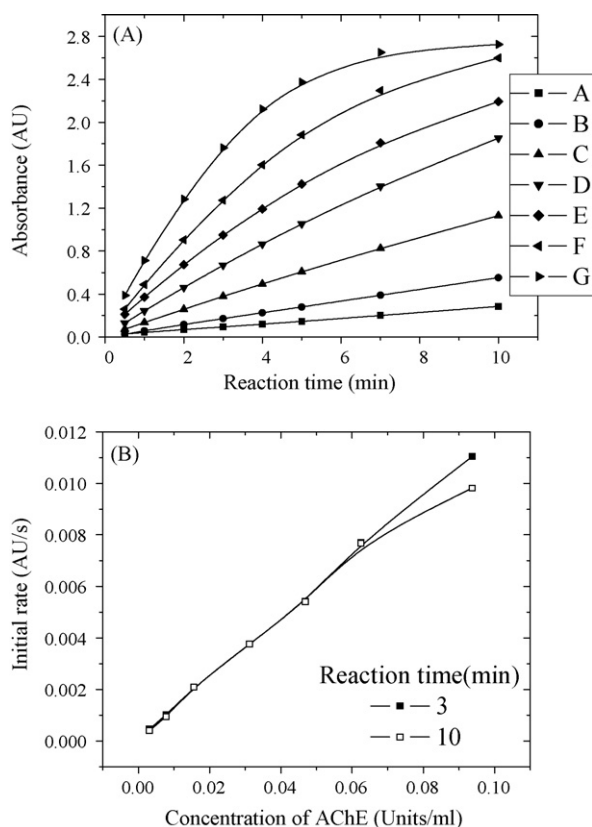 (A)
2.8
2.4
2.0
1.6
1.2
0.8
0.4
0.0
Absorbance (AU)
0
2
4
6
8
10
Reaction time (min)
A
B
C
D
E
F
G
(B)
0.012
0.010
0.008
0.006
0.004
0.002
0.000
Initial rate (AU/s)
Reaction time(min)
3
10
0.00
0.02
0.04
0.06
0.08
0.10
Concentration of AChE (Units/ml)